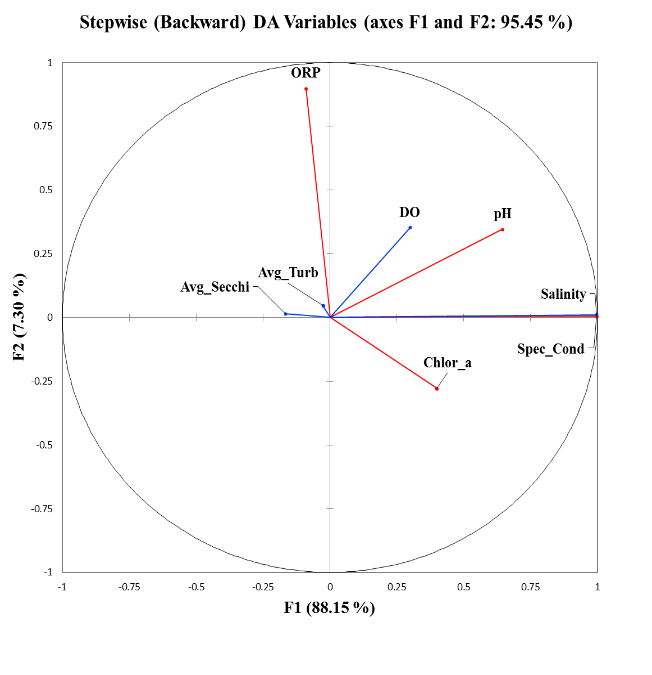 Stepwise (Backward) DA Variables (axes F1 and F2: 95.45 %)
1
ORP
0.75
0.5
DO
pH
0.25
Avg_Turb
Avg_Secchi
Salinity
0
Spec_Cond
Chlor_a
-0.25
-0.5
-0.75
-1
F2 (7.30 %)
-1
-0.75
-0.5
-0.25
0
0.25
0.5
0.75
1
F1 (88.15 %)